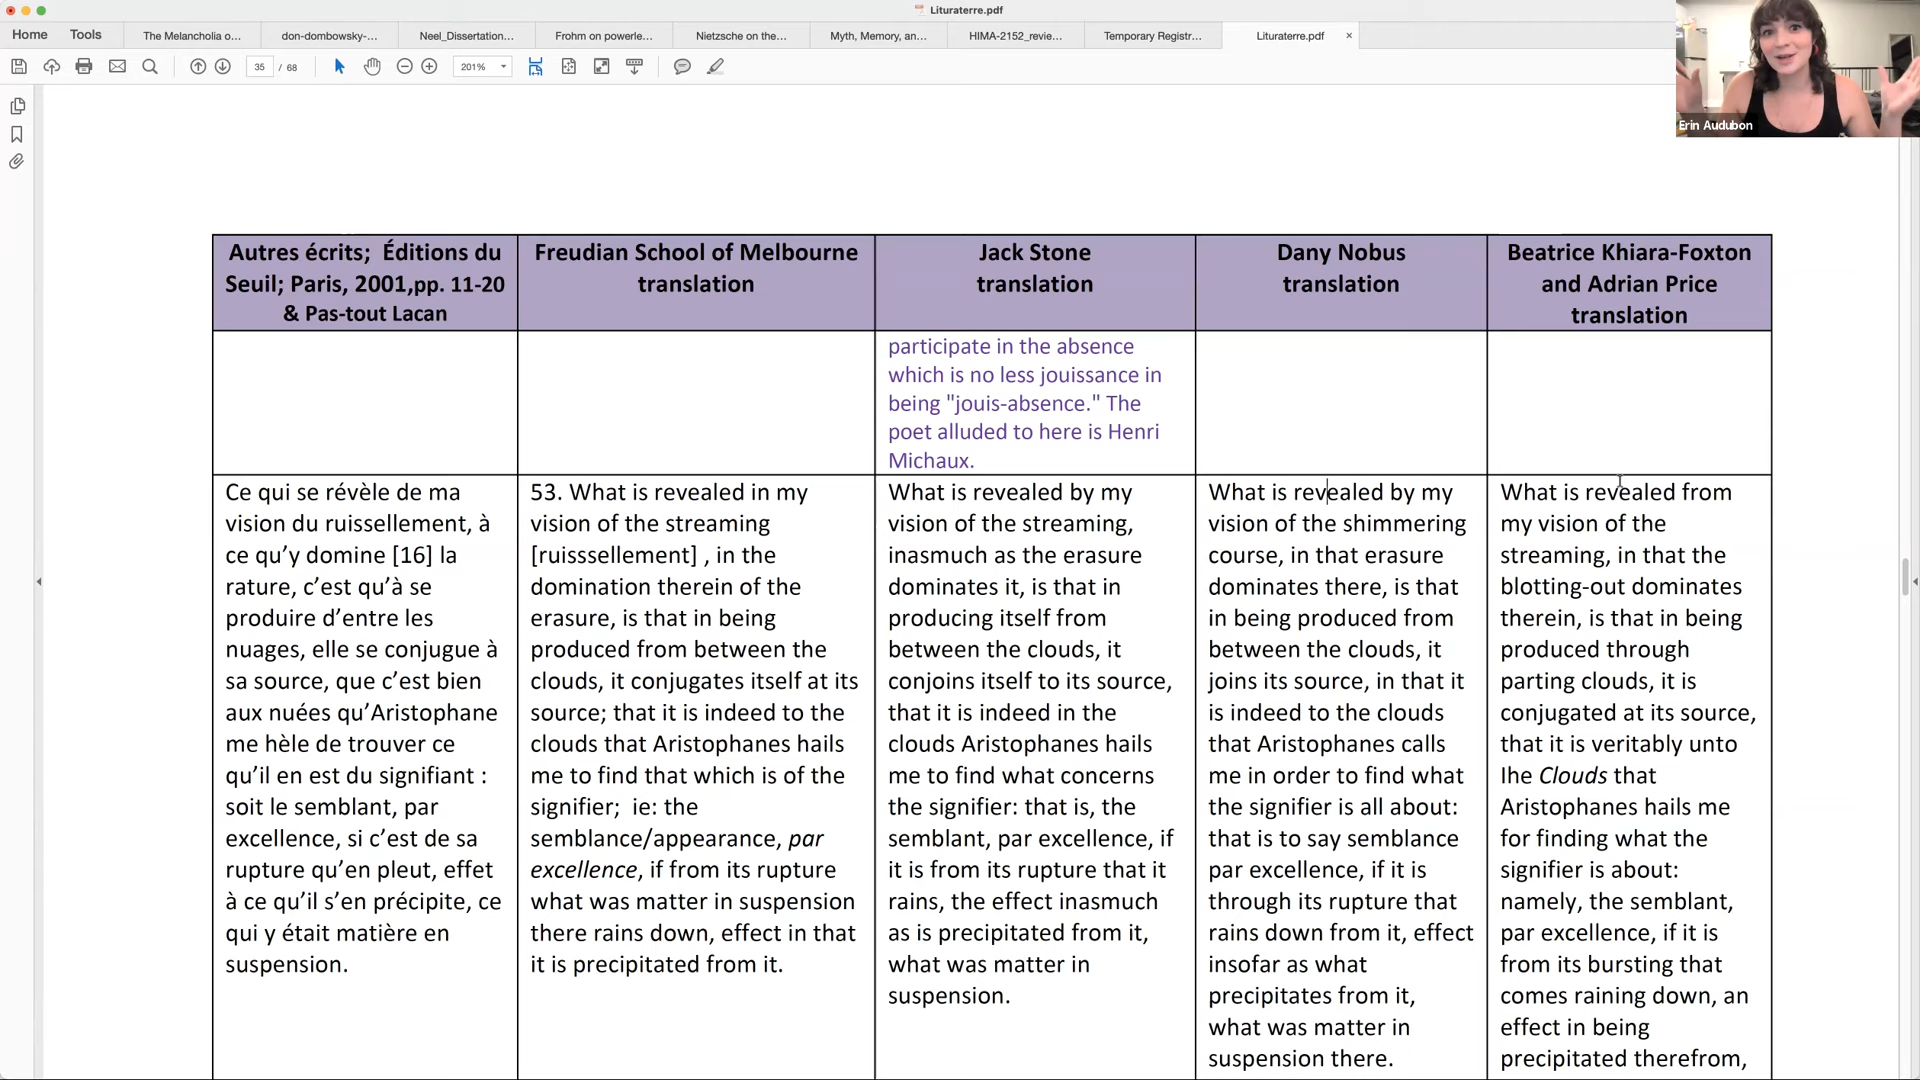 Lituraterre.pdf
Home
Tools
The Melancholia o...
don-dombowsky-...
Neel_Dissertation...
Frohm on powerle...
Nietzsche on the...
Myth, Memory, an...
HIMA-2152_revie...
Temporary Registr...
Lituraterre.pdf
35 / 68
201%
Erin Audubon
Autres écrits; Éditions du
Seuil; Paris, 2001,pp. 11-20
& Pas-tout Lacan
Freudian School of Melbourne
translation
Jack Stone
translation
Dany Nobus
translation
Beatrice Khiara-Foxton
and Adrian Price
translation
participate in the absence
which is no less jouissance in
being "jouis-absence." The
poet alluded to here is Henri
Michaux.
Ce qui se révèle de ma
vision du ruissellement, à
ce qu’y domine [16] la
rature, c’est qu’à se
produire d’entre les
nuages, elle se conjugue à
sa source, que c’est bien
aux nuées qu’Aristophane
me hèle de trouver ce
qu’il en est du signifiant :
soit le semblant, par
excellence, si c’est de sa
rupture qu’en pleut, effet
à ce qu’il s’en précipite, ce
qui y était matière en
suspension.
53. What is revealed in my
vision of the streaming
[ruisssellement] , in the
domination therein of the
erasure, is that in being
produced from between the
clouds, it conjugates itself at its
source; that it is indeed to the
clouds that Aristophanes hails
me to find that which is of the
signifier; ie: the
semblance/appearance, par
excellence, if from its rupture
what was matter in suspension
there rains down, effect in that
it is precipitated from it.
What is revealed by my
vision of the streaming,
inasmuch as the erasure
dominates it, is that in
producing itself from
between the clouds, it
conjoins itself to its source,
that it is indeed in the
clouds Aristophanes hails
me to find what concerns
the signifier: that is, the
semblant, par excellence, if
it is from its rupture that it
rains, the effect inasmuch
as is precipitated from it,
what was matter in
suspension.
What is revealed by my
vision of the shimmering
course, in that erasure
dominates there, is that
in being produced from
between the clouds, it
joins its source, in that it
is indeed to the clouds
that Aristophanes calls
me in order to find what
the signifier is all about:
that is to say semblance
par excellence, if it is
through its rupture that
rains down from it, effect
insofar as what
precipitates from it,
what was matter in
suspension there.
What is revealed from
my vision of the
streaming, in that the
blotting-out dominates
therein, is that in being
produced through
parting clouds, it is
conjugated at its source,
that it is veritably unto
Ihe Clouds that
Aristophanes hails me
for finding what the
signifier is about:
namely, the semblant,
par excellence, if it is
from its bursting that
comes raining down, an
effect in being
precipitated therefrom,